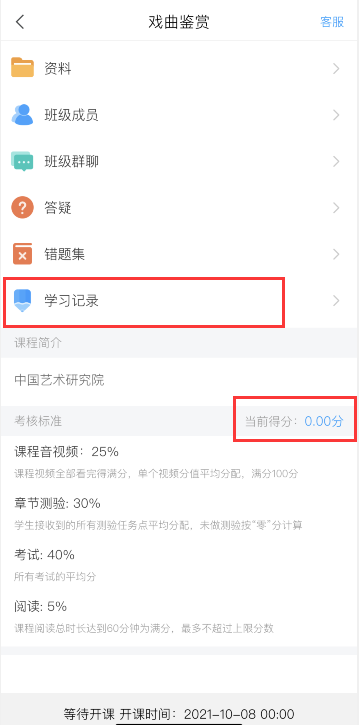 戏曲鉴赏 客服
资料
班级成员
班级群聊
答疑
错题集
学习记录
课程简介
中国艺术研究院
考核标准 当前得分：0.00分
课程音视频：25%
课程视频全部看完得满分，单个视频分值平均分配，满分100分
章节测验: 30%
学生接收到的所有测验任务点平均分配，未做测验按“零”分计算
考试: 40%
所有考试的平均分
阅读: 5%
课程阅读总时长达到60分钟为满分，最多不超过上限分数
等待开课 开课时间：2021-10-08 00:00